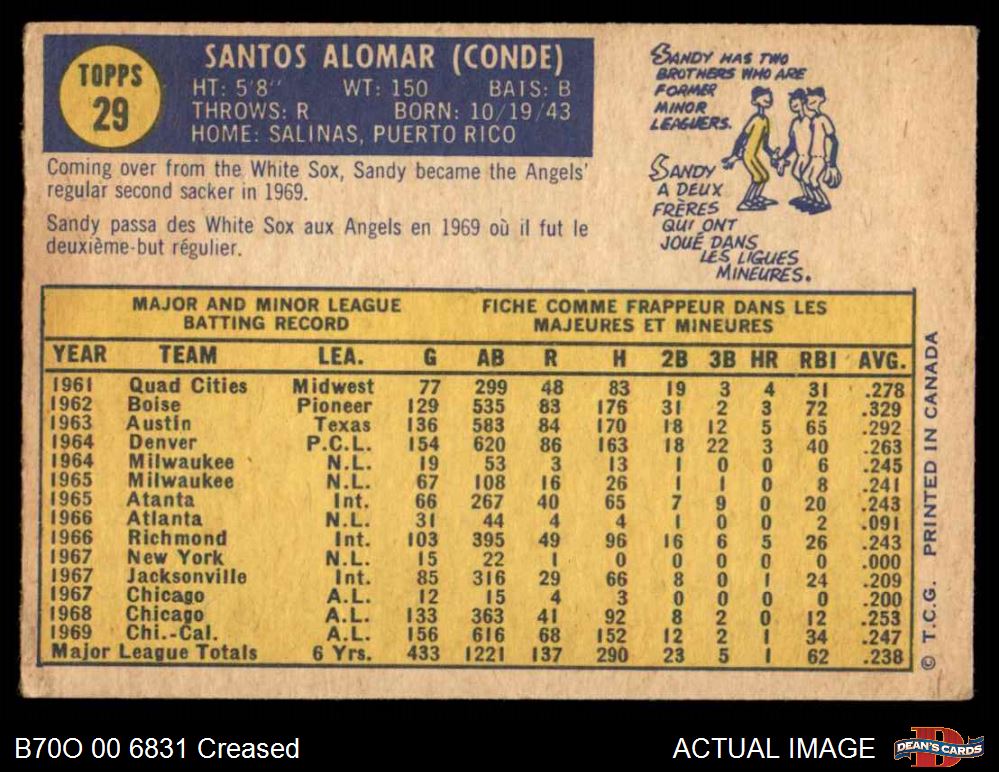 TOPPS
29
SANTOS ALOMAR (CONDE)
HT: 5'8" WT: 150 BATS: B
THROWS: R BORN: 10/19/43
HOME: SALINAS, PUERTO RICO
SANDY HAS TWO
BROTHERS WHO ARE
FORMER
MINOR
LEAGUERS.
Coming over from the White Sox, Sandy became the Angels'
regular second sacker in 1969.
Sandy passa des White Sox aux Angels en 1969 où il fut le
deuxième-but régulier.
SANDY
A DEUX
FRÈRES
QUI ONT
JOUÉ DANS
LES LIGUES
MINEURES.
MAJOR AND MINOR LEAGUE
BATTING RECORD
FICHE COMME FRAPPEUR DANS LES
MAJEURES ET MINEURES
YEAR TEAM LEA. G AB R H 2B 3B HR RBI AVG.
1961 Quad Cities Midwest 77 299 48 83 19 3 4 31 .278
1962 Boise Pioneer 129 535 83 176 31 2 3 72 .329
1963 Austin Texas 136 583 84 170 18 12 5 65 .292
1964 Denver P.C.L. 154 620 86 163 18 22 3 40 .263
1964 Milwaukee N.L. 19 53 3 13 1 0 0 6 .245
1965 Milwaukee N.L. 67 108 16 26 1 1 0 8 .241
1965 Atanta Int. 66 267 40 65 7 9 0 20 .243
1966 Atlanta N.L. 31 44 4 4 1 0 0 2 .091
1966 Richmond Int. 103 395 49 96 16 6 5 26 .243
1967 New York N.L. 15 22 1 0 0 0 0 0 .000
1967 Jacksonville Int. 85 316 29 66 8 0 1 24 .209
1967 Chicago A.L. 12 15 4 3 0 0 0 0 .200
1968 Chicago A.L. 133 363 41 92 8 2 0 12 .253
1969 Chi.-Cal. A.L. 156 616 68 152 12 2 1 34 .247
Major League Totals 6 Yrs. 433 1221 137 290 23 5 1 62 .238
© T.C.G. PRINTED IN CANADA
B70O 00 6831 Creased
ACTUAL IMAGE
DEAN'S CARDS